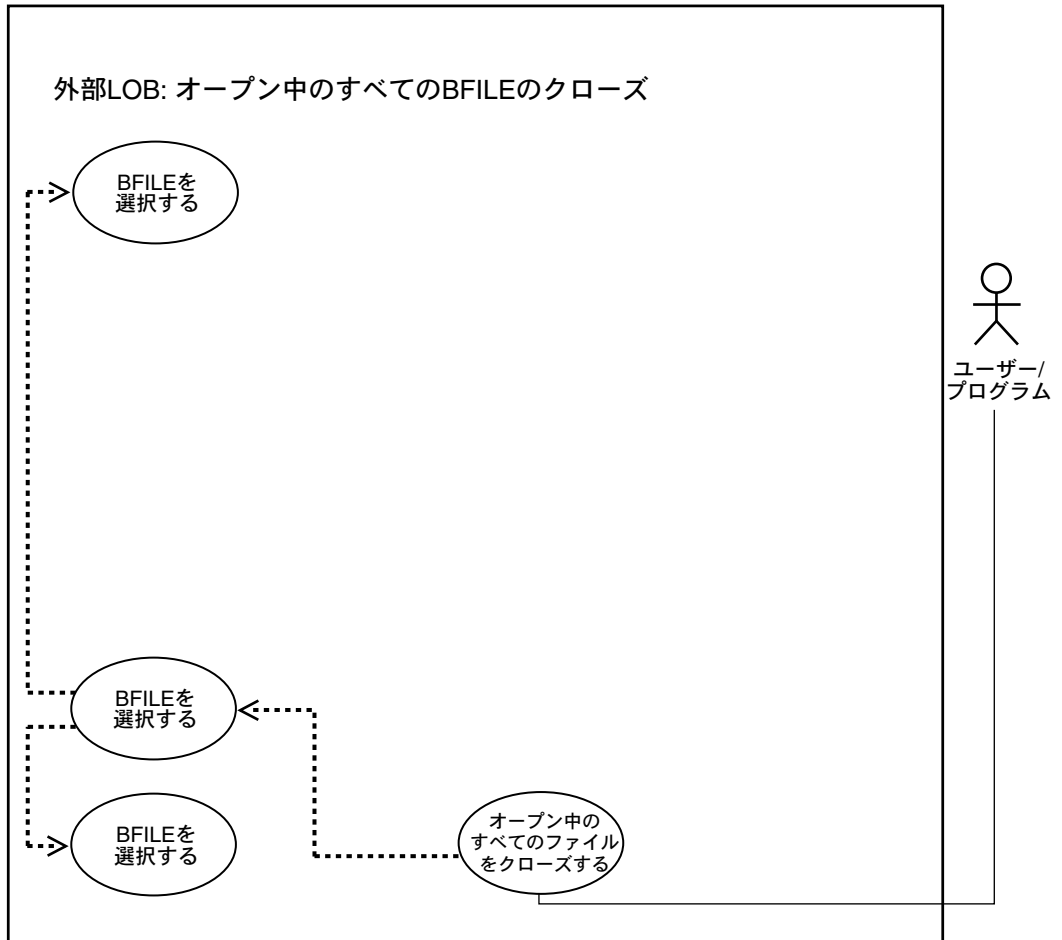 外部LOB: オープン中のすべてのBFILEのクローズ
BFILEを
選択する
ユーザー/
プログラム
BFILEを
選択する
オープン中の
すべてのファイル
をクローズする
BFILEを
選択する